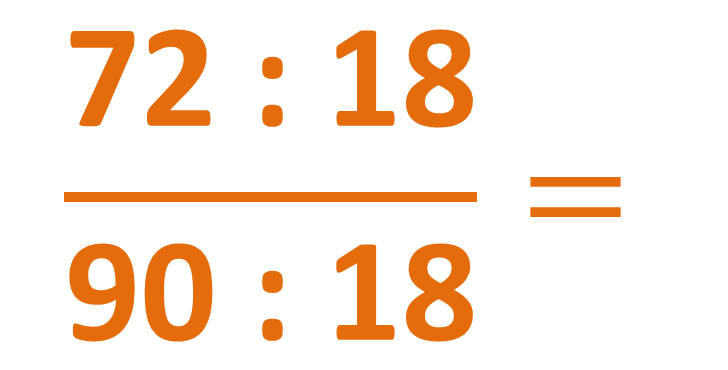 72 : 18
=
90 : 18